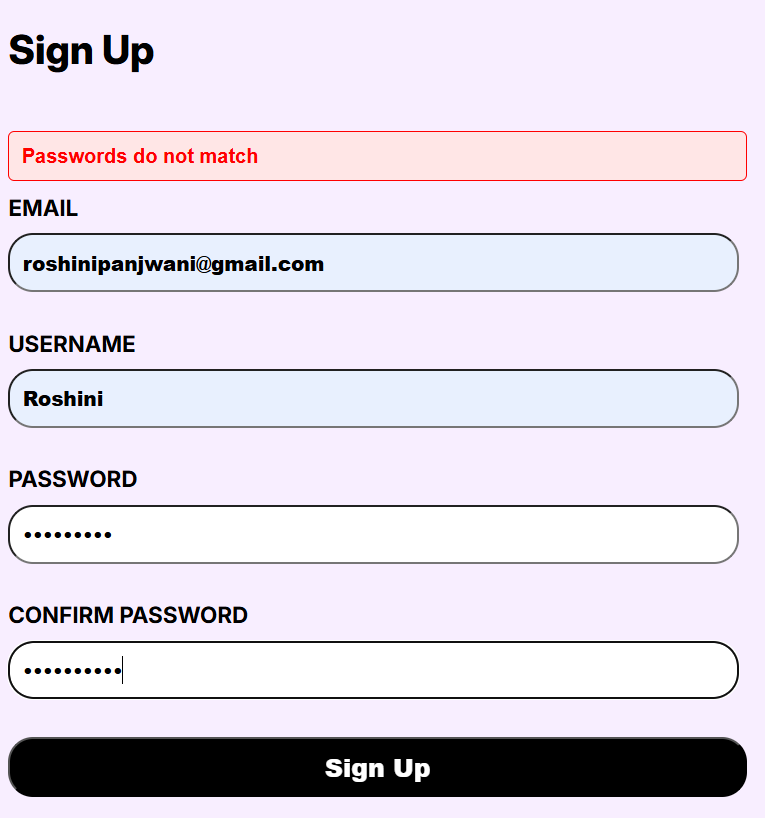 Sign Up
Passwords do not match
EMAIL
roshinipanjwani@gmail.com
USERNAME
Roshini
PASSWORD
•••••••••
CONFIRM PASSWORD
••••••••••
Sign Up